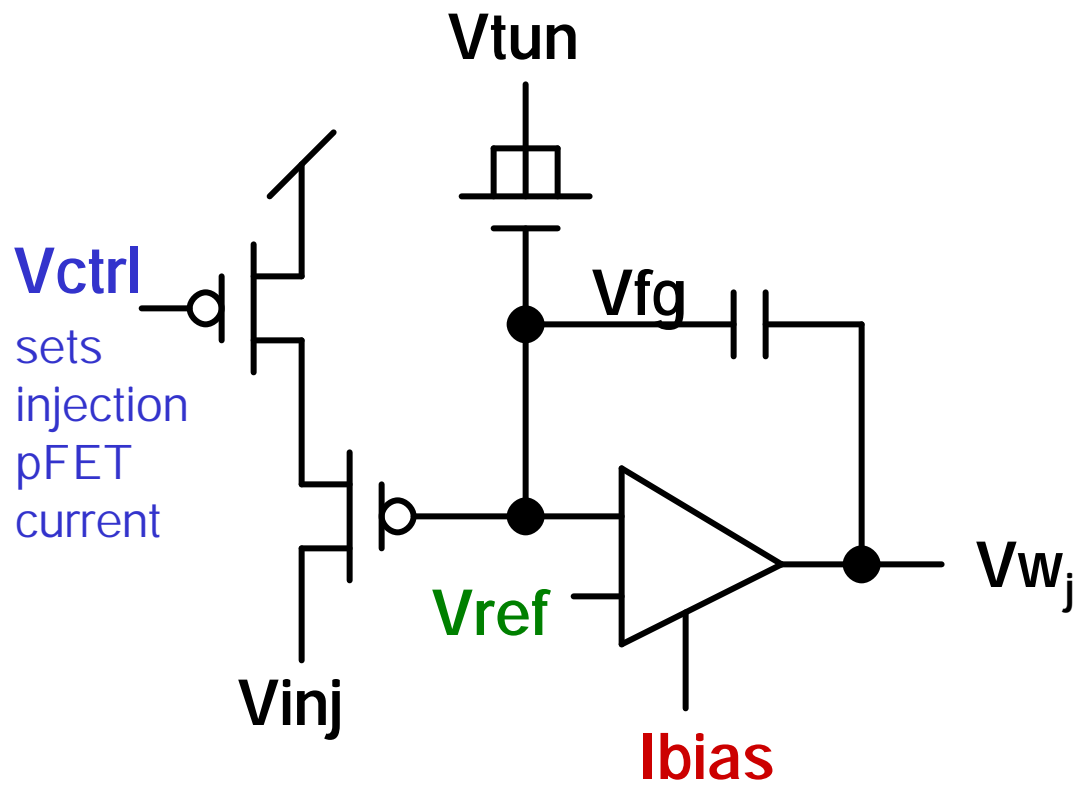 Vtun
Vctrl
sets
injection
pFET
current
Vfg
Vref
Vwj
Vinj
Ibias